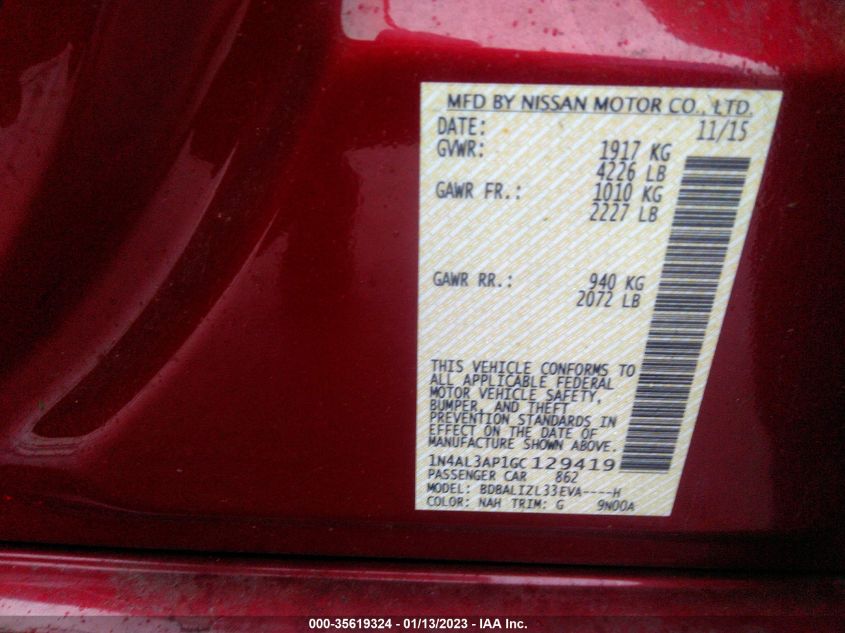 MFD BY NISSAN MOTOR CO., LTD.
DATE: 11/15
GVWR: 1917 KG
4226 LB
GAWR FR.: 1010 KG
2227 LB
GAWR RR.: 940 KG
2072 LB
THIS VEHICLE CONFORMS TO
ALL APPLICABLE FEDERAL
MOTOR VEHICLE SAFETY,
BUMPER, AND THEFT
PREVENTION STANDARDS IN
EFFECT ON THE DATE OF
MANUFACTURE SHOWN ABOVE.
1N4AL3AP1GC129419
PASSENGER CAR 862
MODEL: BDBALIZL33EVA----H
COLOR: NAH TRIM: G 9N00A
000-35619324 - 01/13/2023 - IAA Inc.